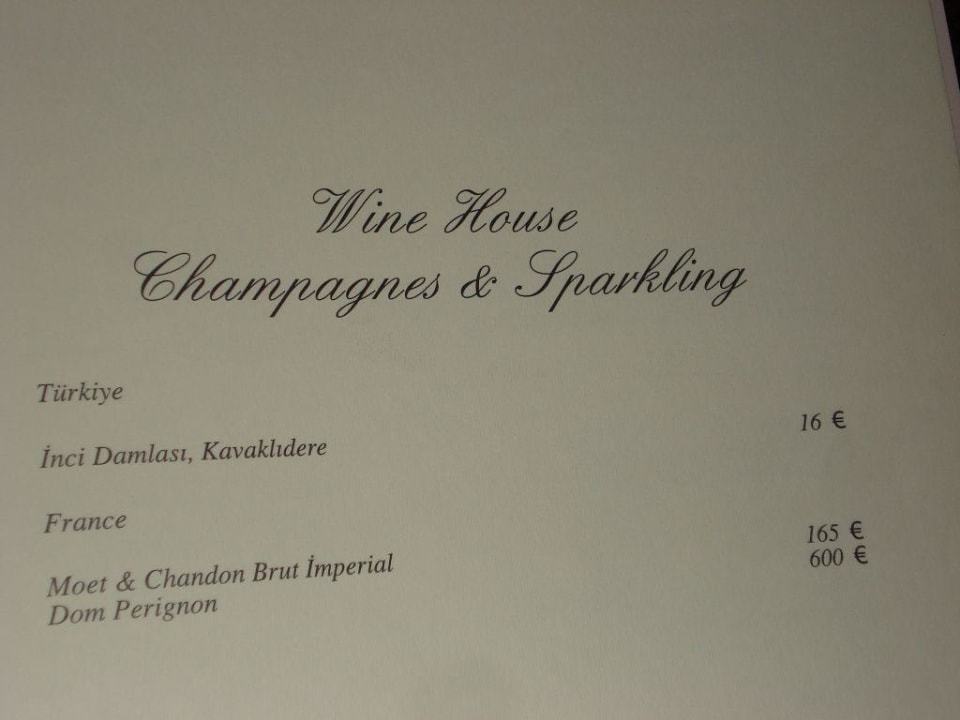 Wine House
Champagnes & Sparkling
Türkiye
İnci Damlası, Kavaklıdere 16 €
France
Moet & Chandon Brut İmperial 165 €
Dom Perignon 600 €